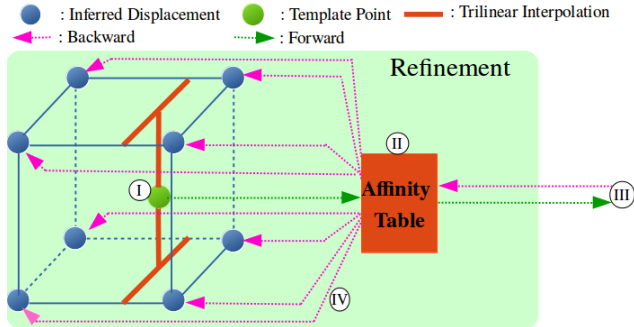 : Inferred Displacement : Template Point : Trilinear Interpolation
: Backward : Forward
Refinement
II
I
Affinity
Table
III
IV